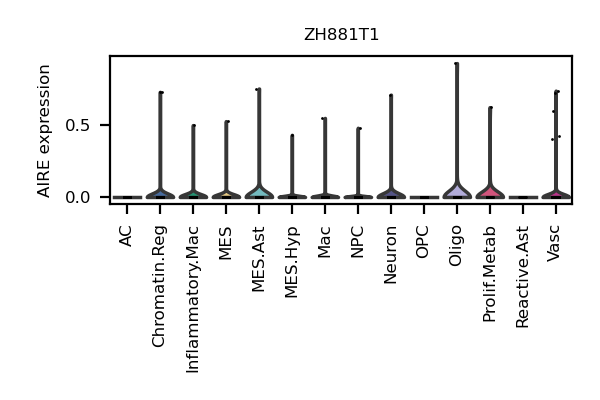 ZH881T1
AIRE expression
0.5
0.0
AC
Chromatin.Reg
Inflammatory.Mac
MES
MES.Ast
MES.Hyp
Mac
NPC
Neuron
OPC
Oligo
Prolif.Metab
Reactive.Ast
Vasc